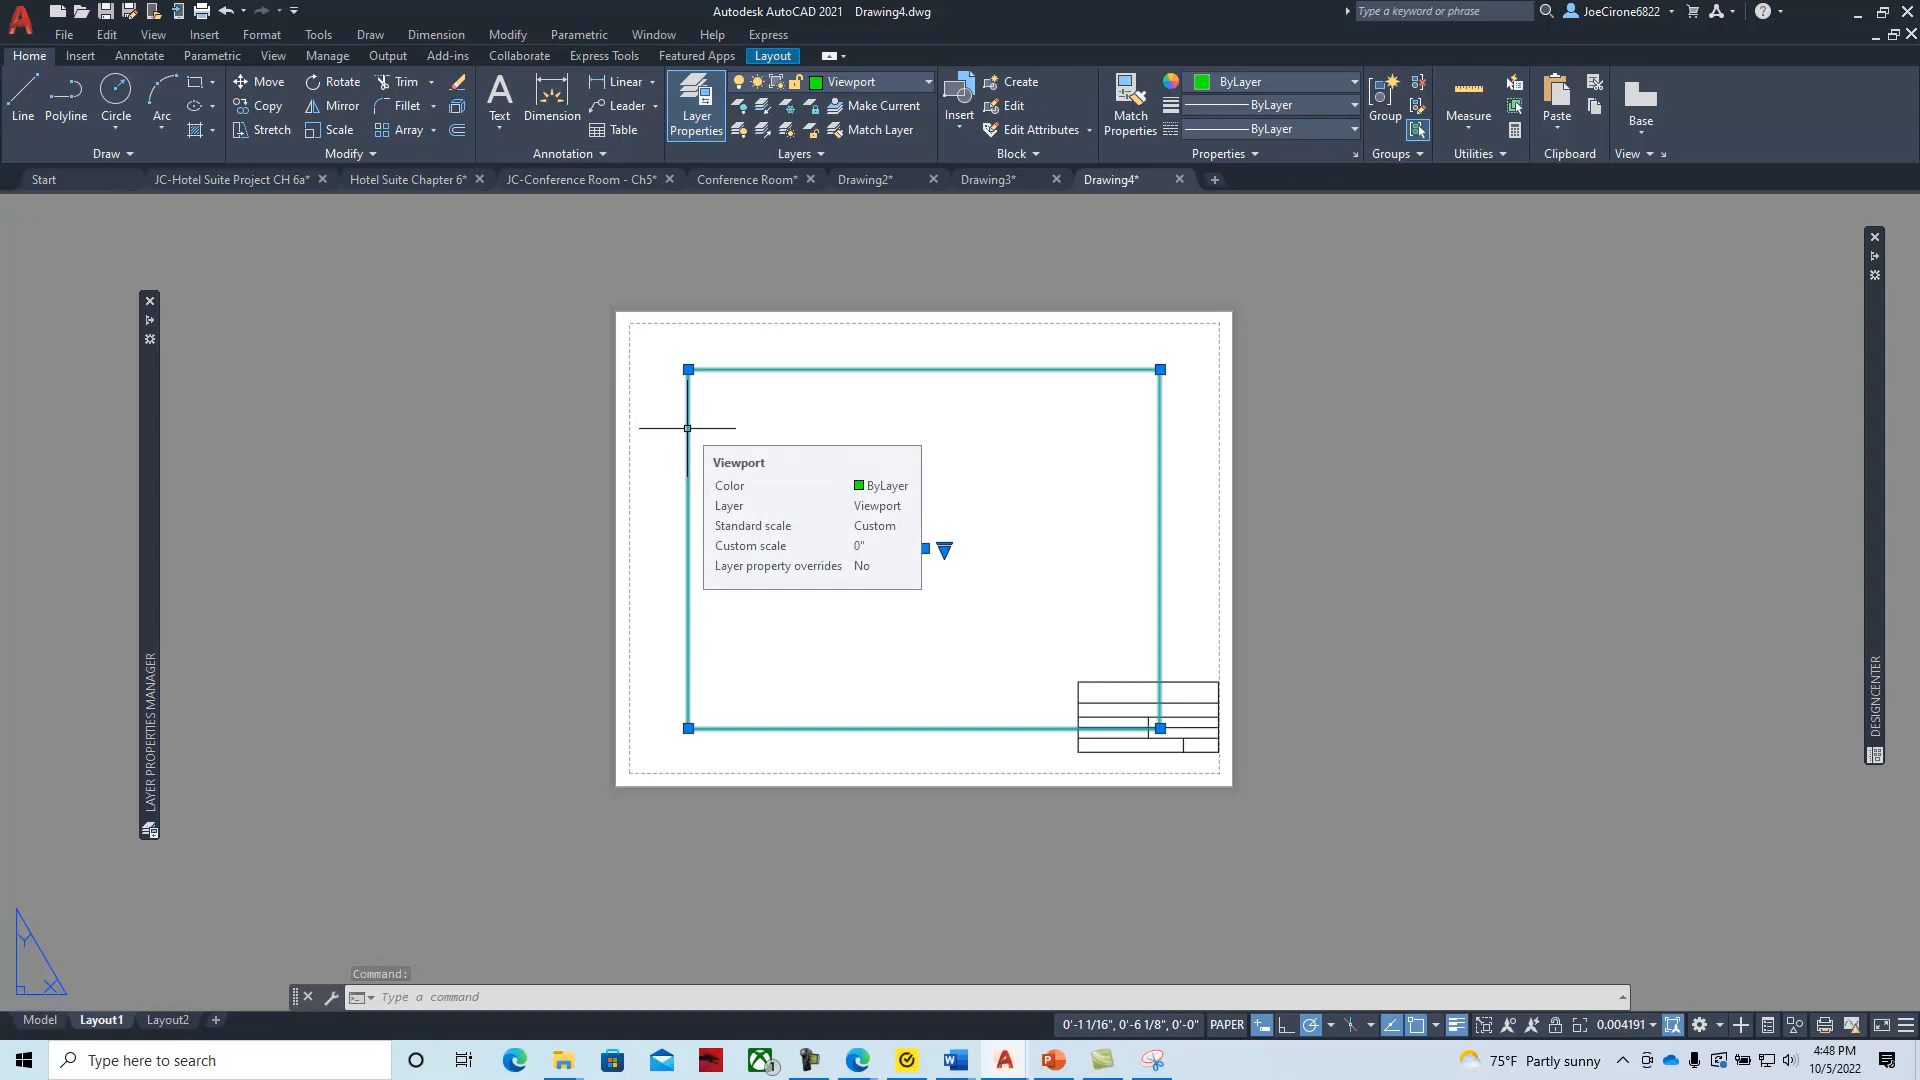 Autodesk AutoCAD 2021 Drawing4.dwg
Type a keyword or phrase
JoeCirone6822
File Edit View Insert Format Tools Draw Dimension Modify Parametric Window Help Express
Home Insert Annotate Parametric View Manage Output Add-ins Collaborate Express Tools Featured Apps Layout
Line Polyline Circle Arc
Move Rotate Trim
Copy Mirror Fillet
Stretch Scale Array
Text Dimension
Linear
Leader
Table
Layer Properties
Viewport
Make Current
Match Layer
Insert
Create
Edit
Edit Attributes
Match Properties
ByLayer
ByLayer
ByLayer
Group
Measure
Paste
Base
Draw Modify Annotation Layers Block Properties Groups Utilities Clipboard View
Start JC-Hotel Suite Project CH 6a* Hotel Suite Chapter 6* JC-Conference Room - Ch5* Conference Room* Drawing2* Drawing3* Drawing4*
LAYER PROPERTIES MANAGER
Viewport
Color ByLayer
Layer Viewport
Standard scale Custom
Custom scale 0"
Layer property overrides No
DESIGNCENTER
Y
X
Command:
Type a command
Model Layout1 Layout2
0'-1 1/16", 0'-6 1/8", 0'-0" PAPER 0.004191
Type here to search
1
75°F Partly sunny
4:48 PM
10/5/2022